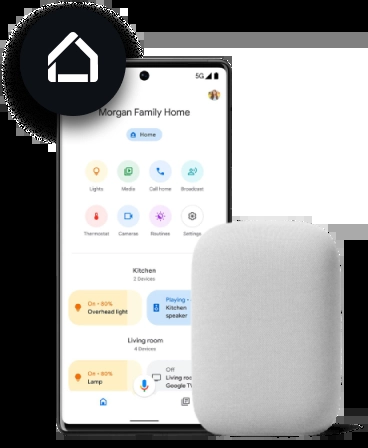 5G
Morgan Family Home
Home
Lights
Media
Call home
Broadcast
Thermostat
Cameras
Routines
Settings
Kitchen
2 Devices
On • 80%
Overhead light
Playing •
Kitchen
speaker
Living room
4 Devices
On • 80%
Lamp
Off
Living roo
Google TV